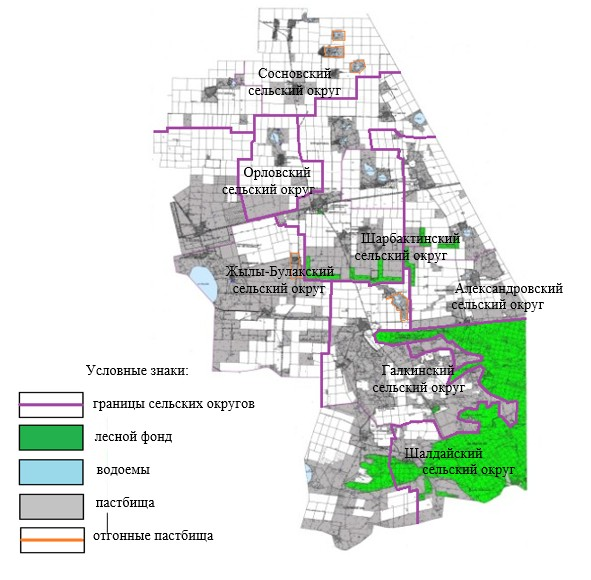 Сосновский
сельский округ
Орловский
сельский округ
Шарбактинский
сельский округ
Жылы-Булакский
сельский округ
Александровский
сельский округ
Галкинский
сельский округ
Шалдайский
сельский округ
Условные знаки:
границы сельских округов
лесной фонд
водоемы
пастбища
отгонные пастбища